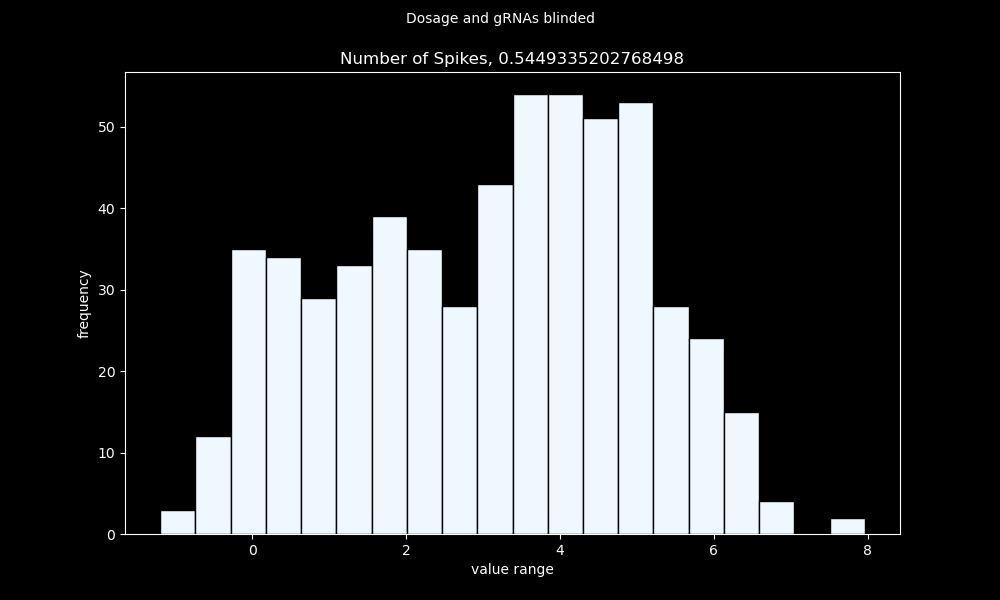 Dosage and gRNAs blinded
Number of Spikes, 0.5449335202768498
50
40
30
20
10
0
frequency
0 2 4 6 8
value range